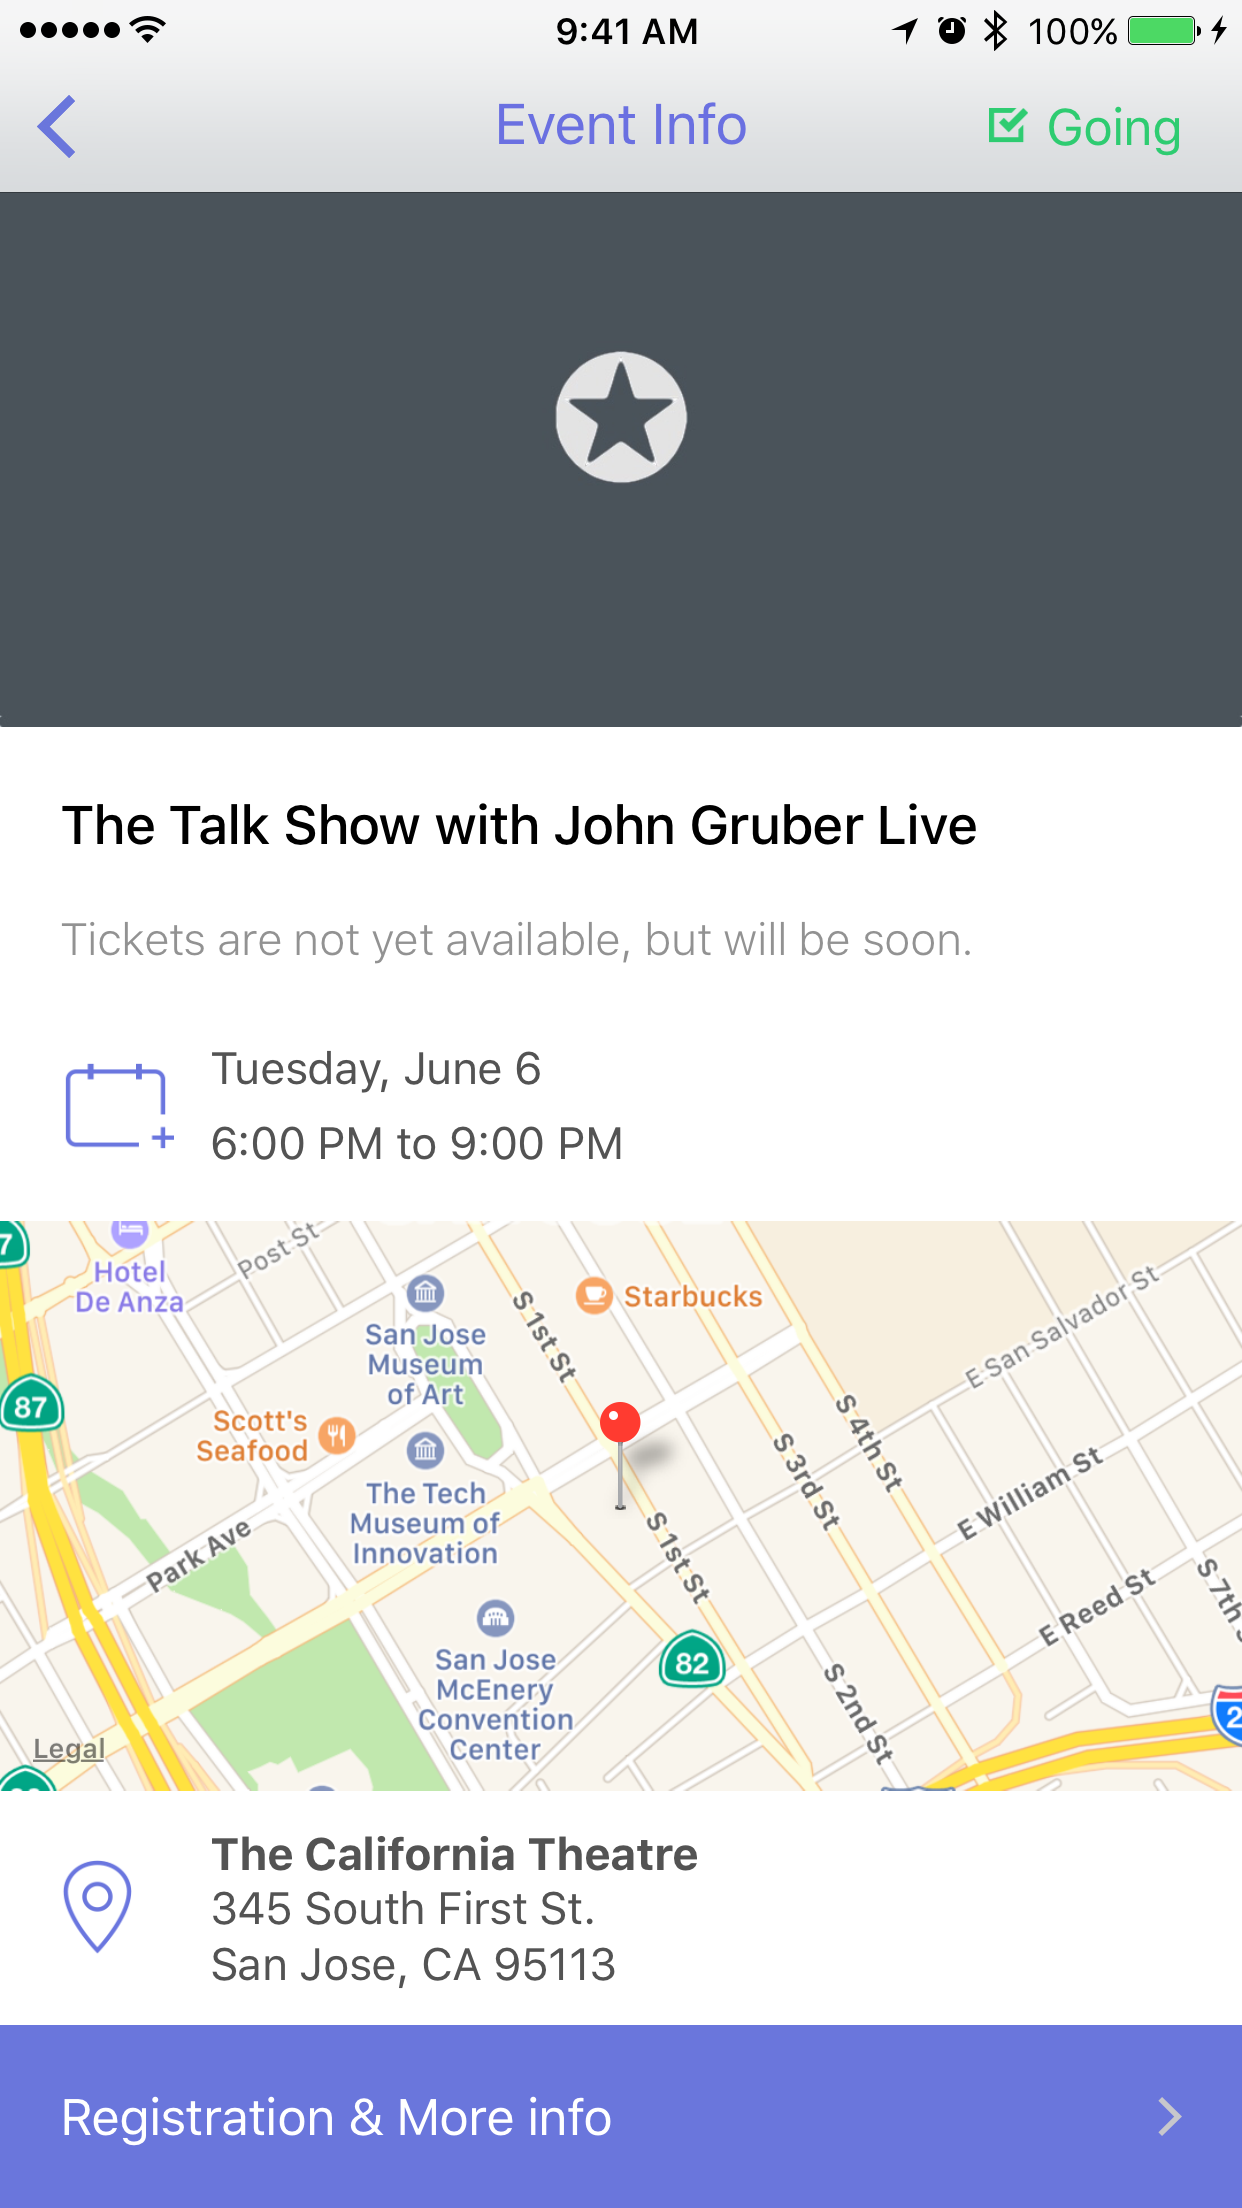 9:41 AM
100%
Event Info
Going
The Talk Show with John Gruber Live
Tickets are not yet available, but will be soon.
Tuesday, June 6
6:00 PM to 9:00 PM
7
Hotel
De Anza
Post St
San Jose
Museum
of Art
S 1st St
Starbucks
E San Salvador St
87
Scott's
Seafood
The Tech
Museum of
Innovation
Park Ave
S 1st St
S 3rd St
S 4th St
E William St
E Reed St
S 7th
San Jose
McEnery
Convention
Center
82
S 2nd St
2
Legal
The California Theatre
345 South First St.
San Jose, CA 95113
Registration & More info